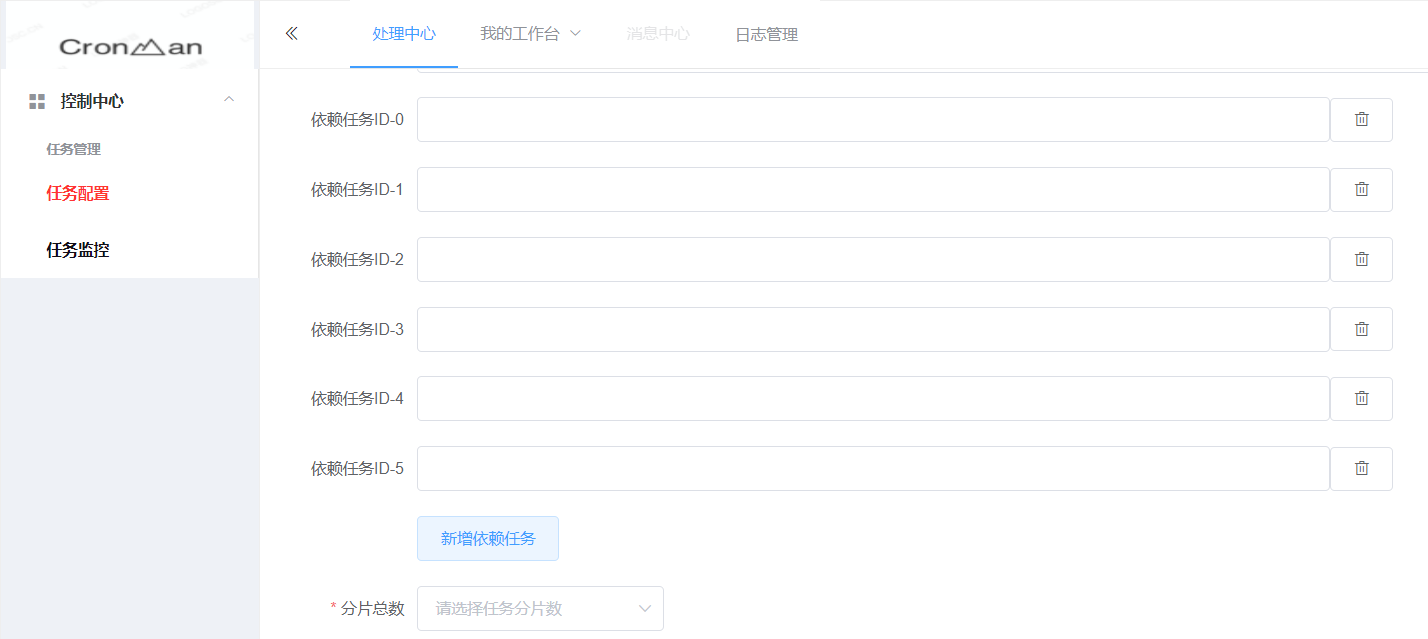 CronMan
处理中心
我的工作台
消息中心
日志管理
控制中心
任务管理
任务配置
任务监控
依赖任务ID-0
依赖任务ID-1
依赖任务ID-2
依赖任务ID-3
依赖任务ID-4
依赖任务ID-5
新增依赖任务
* 分片总数
请选择任务分片数